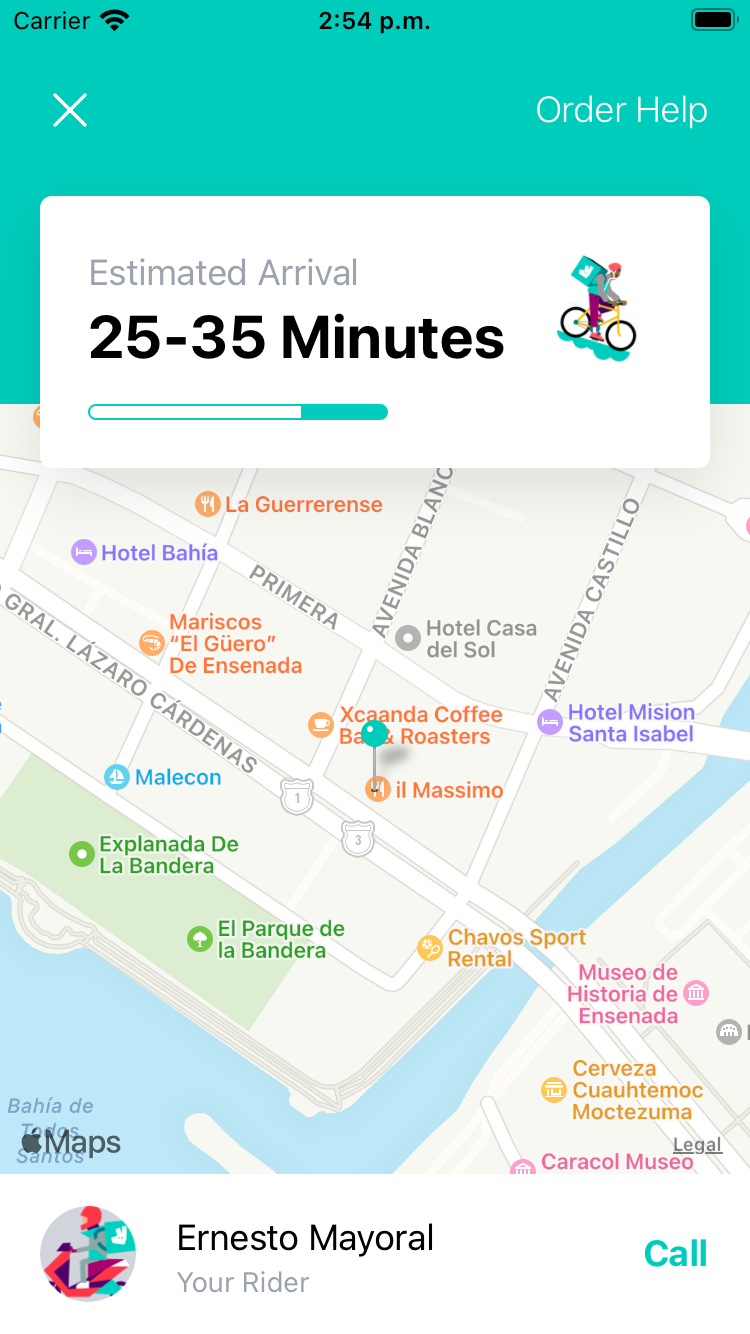 Carrier
2:54 p.m.
Order Help
Estimated Arrival
25-35 Minutes
La Guerrerense
AVENIDA BLANC
AVENIDA CASTILLO
Hotel Bahía
PRIMERA
Mariscos
“El Güero”
De Ensenada
Hotel Casa
del Sol
GRAL. LÁZARO CÁRDENAS
Xcaanda Coffee
Bar & Roasters
Hotel Mision
Santa Isabel
Malecon
1
il Massimo
3
Explanada De
La Bandera
El Parque de
la Bandera
Chavos Sport
Rental
Museo de
Historia de
Ensenada
Cerveza
Cuauhtemoc
Moctezuma
Bahía de
Todos
Santos
Maps
Legal
Caracol Museo
Ernesto Mayoral
Your Rider
Call